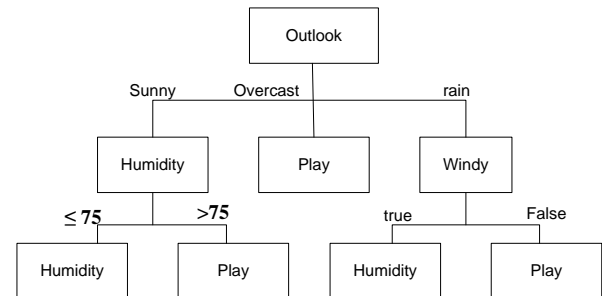 Outlook
Sunny Overcast rain
Humidity Play Windy
≤ 75 >75 true False
Humidity Play Humidity Play